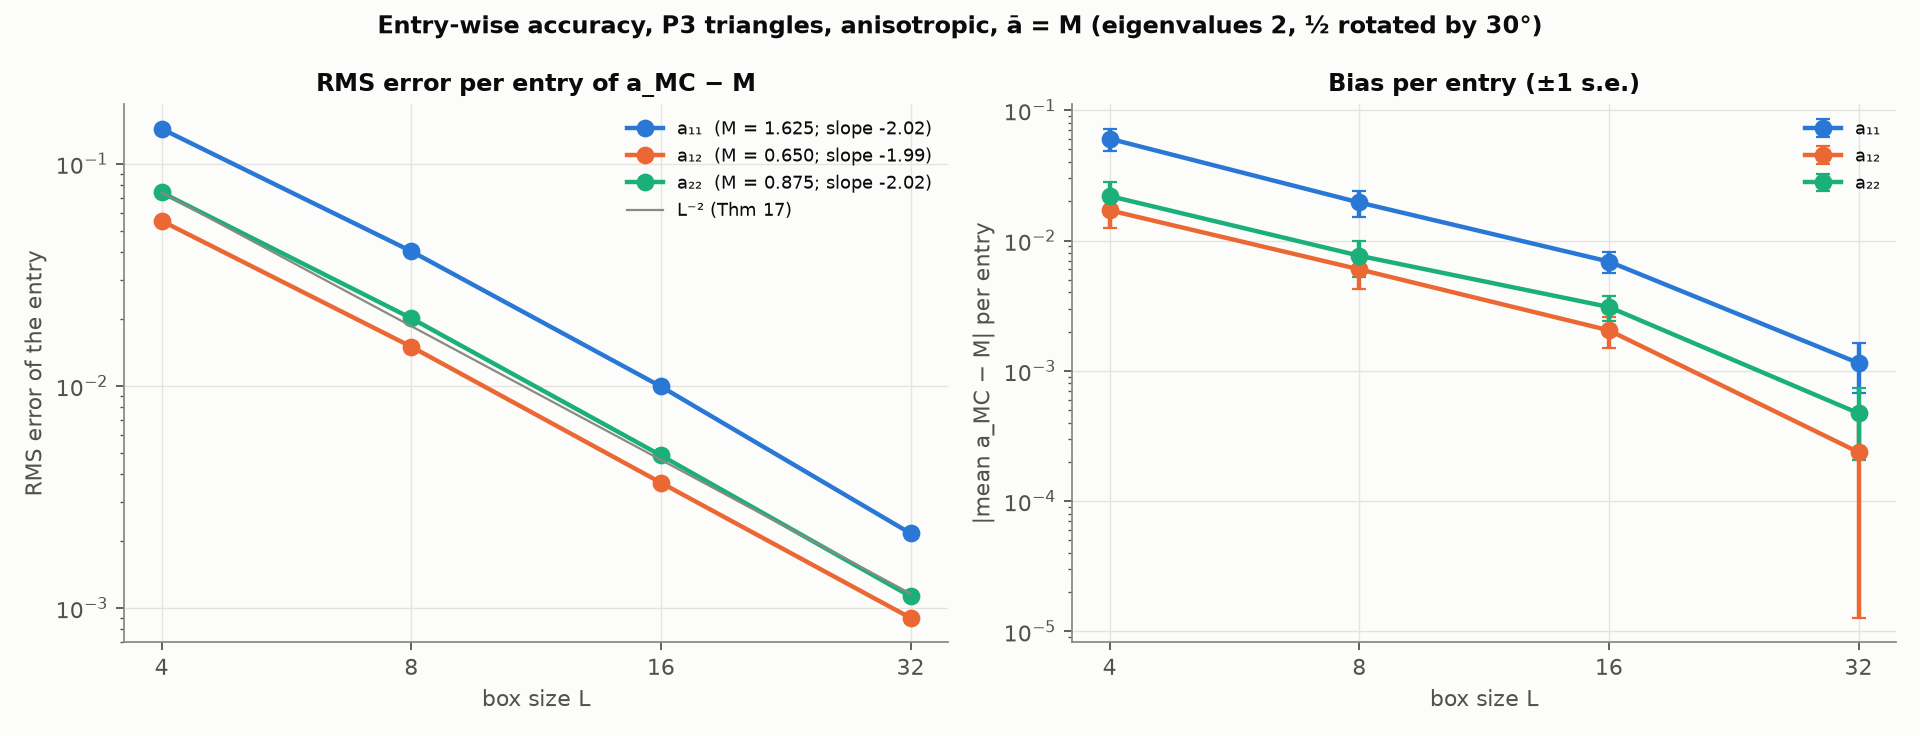 Entry-wise accuracy, P3 triangles, anisotropic, ā = M (eigenvalues 2, ½ rotated by 30°)
RMS error per entry of a_MC − M
RMS error of the entry
10⁻¹
10⁻²
10⁻³
a₁₁ (M = 1.625; slope -2.02)
a₁₂ (M = 0.650; slope -1.99)
a₂₂ (M = 0.875; slope -2.02)
L⁻² (Thm 17)
4 8 16 32
box size L
Bias per entry (±1 s.e.)
|mean a_MC − M| per entry
10⁻¹
10⁻²
10⁻³
10⁻⁴
10⁻⁵
a₁₁
a₁₂
a₂₂
4 8 16 32
box size L